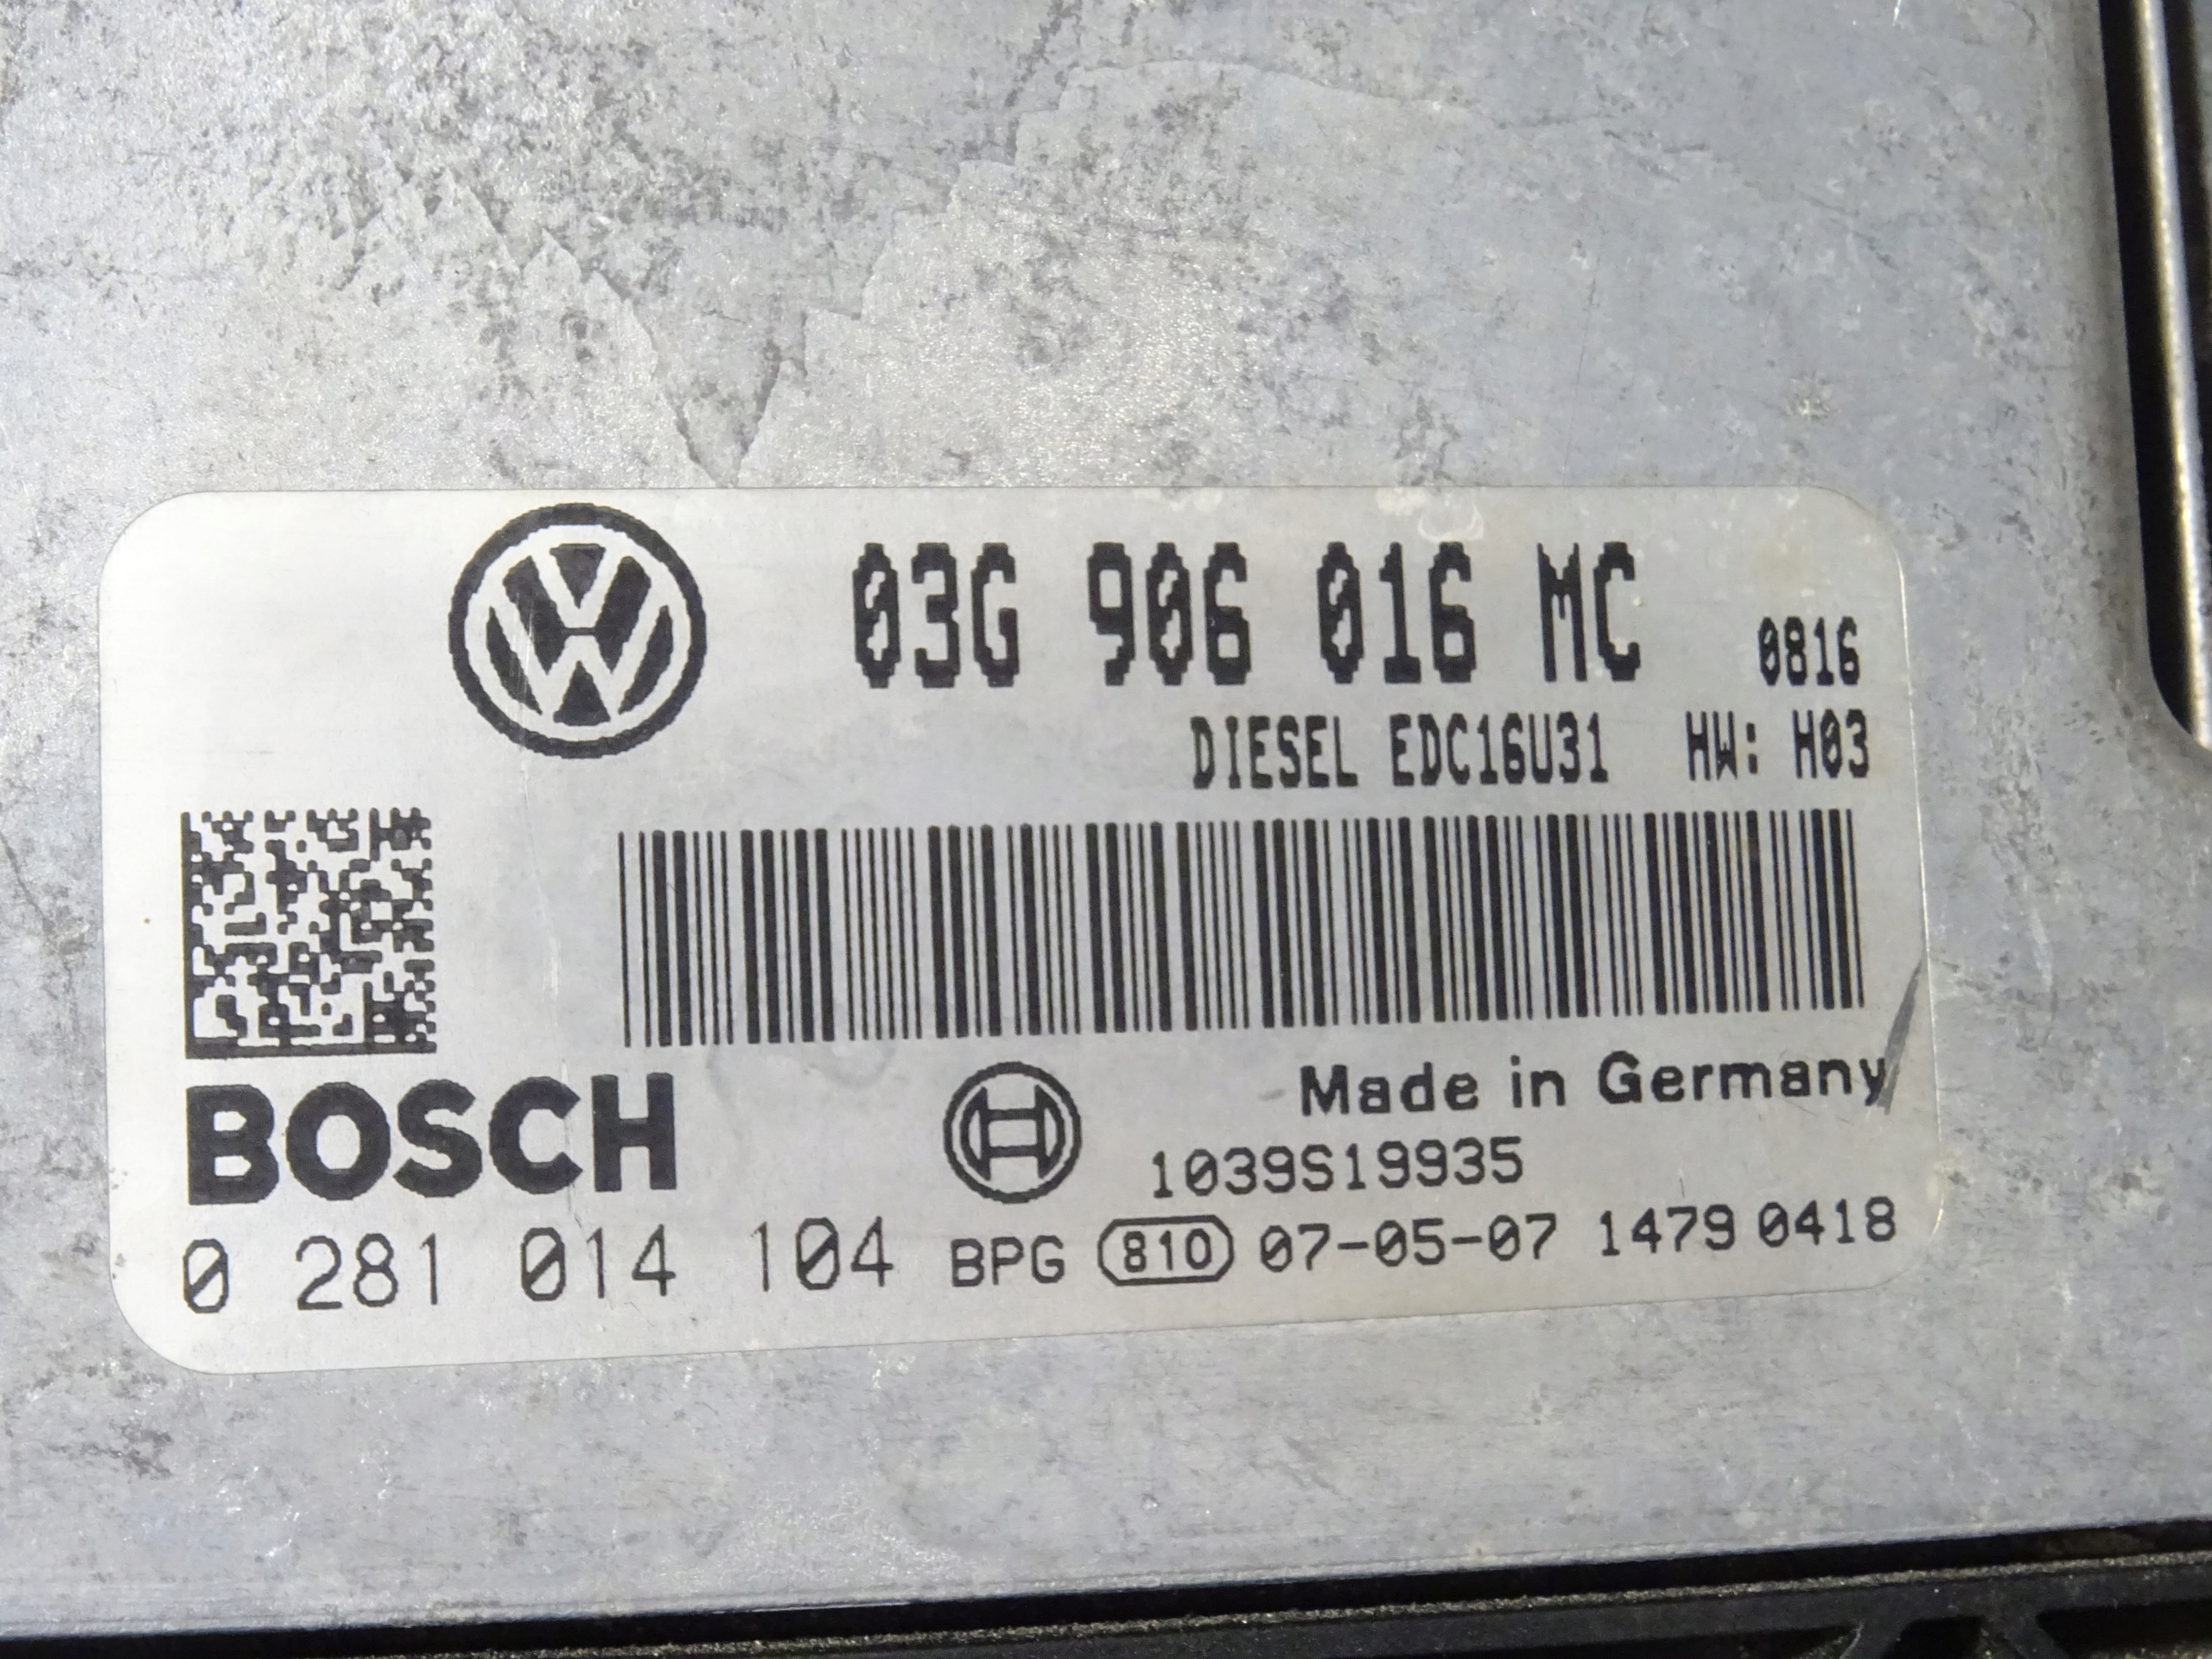 03G 906 016 MC 0816
DIESEL EDC16U31 HW: H03
BOSCH
Made in Germany
1039S19935
0 281 014 104 BPG 810 07-05-07 1479 0418